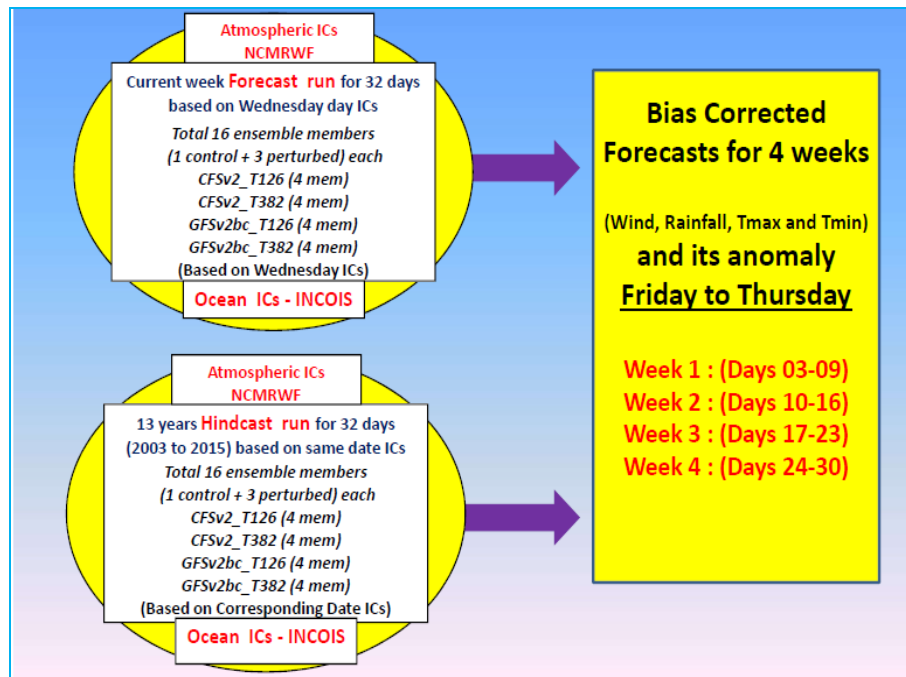 Atmospheric ICs
NCMRWF
Current week Forecast run for 32 days
based on Wednesday day ICs
Total 16 ensemble members
(1 control + 3 perturbed) each
CFSv2_T126 (4 mem)
CFSv2_T382 (4 mem)
GFSv2bc_T126 (4 mem)
GFSv2bc_T382 (4 mem)
(Based on Wednesday ICs)
Ocean ICs - INCOIS
Atmospheric ICs
NCMRWF
13 years Hindcast run for 32 days
(2003 to 2015) based on same date ICs
Total 16 ensemble members
(1 control + 3 perturbed) each
CFSv2_T126 (4 mem)
CFSv2_T382 (4 mem)
GFSv2bc_T126 (4 mem)
GFSv2bc_T382 (4 mem)
(Based on Corresponding Date ICs)
Ocean ICs - INCOIS
Bias Corrected
Forecasts for 4 weeks
(Wind, Rainfall, Tmax and Tmin)
and its anomaly
Friday to Thursday
Week 1 : (Days 03-09)
Week 2 : (Days 10-16)
Week 3 : (Days 17-23)
Week 4 : (Days 24-30)